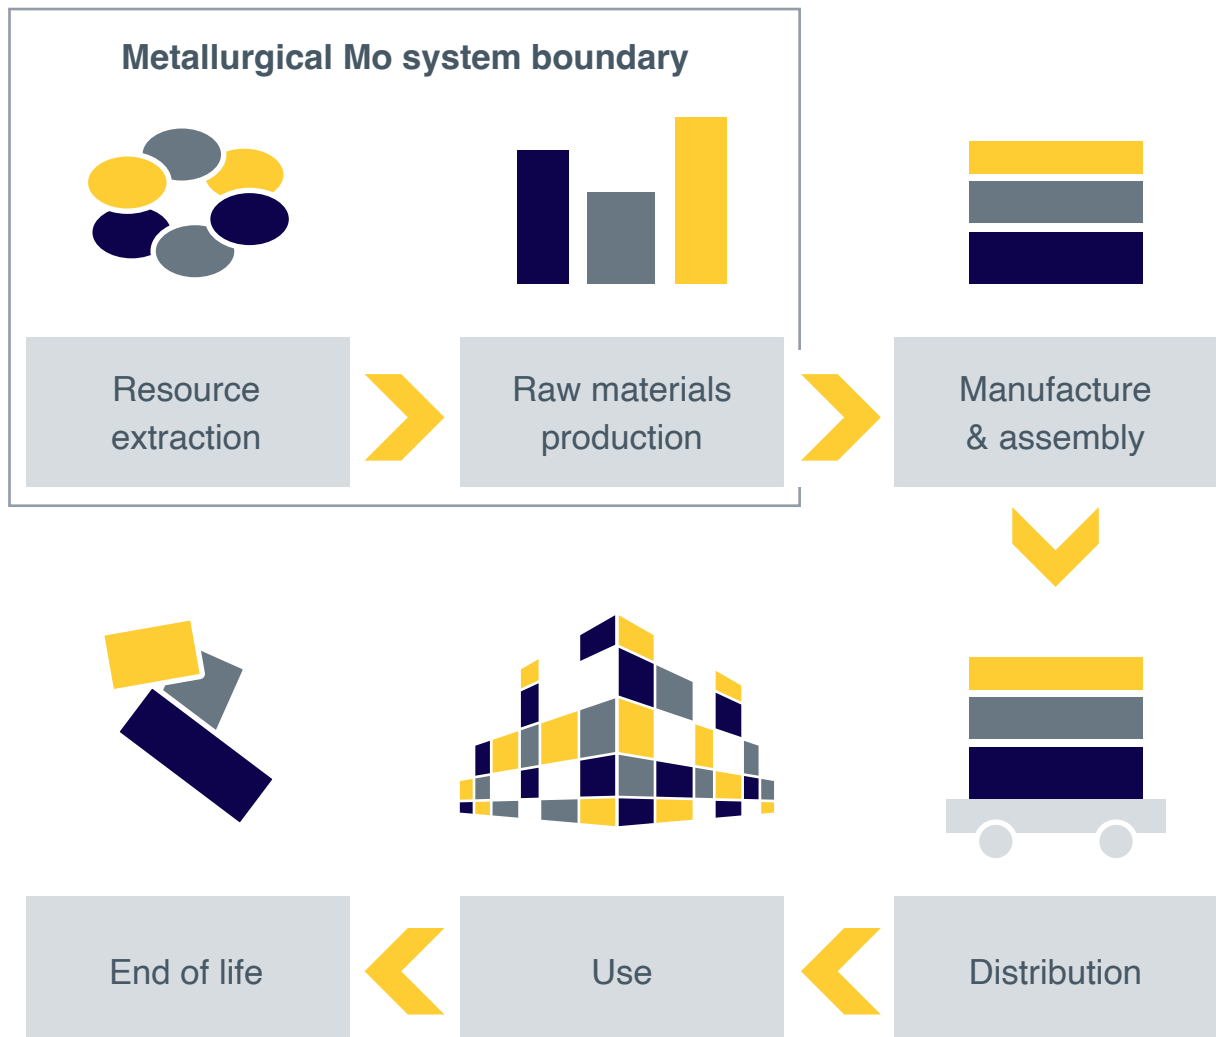 Metallurgical Mo system boundary
Resource
extraction
Raw materials
production
Manufacture
& assembly
End of life
Use
Distribution